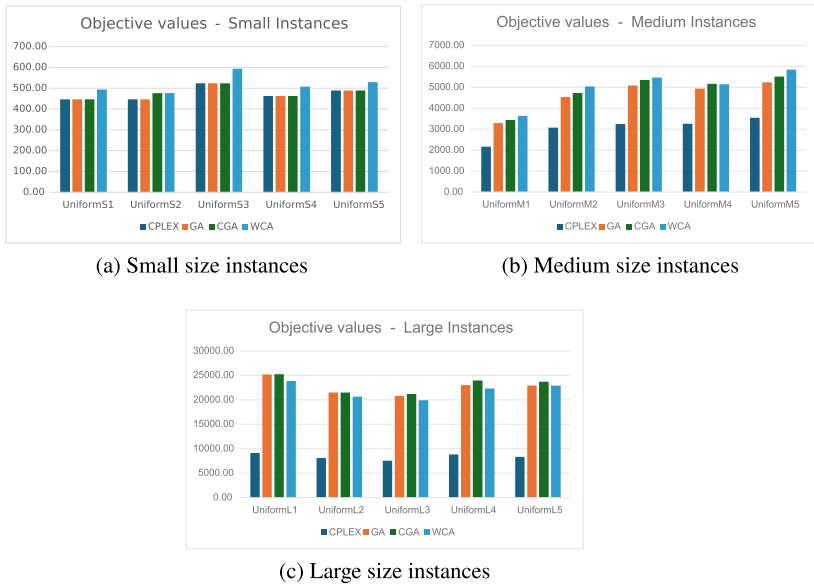 Objective values - Small Instances
700.00
600.00
500.00
400.00
300.00
200.00
100.00
0.00
UniformS1 UniformS2 UniformS3 UniformS4 UniformS5
CPLEX GA CGA WCA
(a) Small size instances
Objective values - Medium Instances
7000.00
6000.00
5000.00
4000.00
3000.00
2000.00
1000.00
0.00
UniformM1 UniformM2 UniformM3 UniformM4 UniformM5
CPLEX GA CGA WCA
(b) Medium size instances
Objective values - Large Instances
30000.00
25000.00
20000.00
15000.00
10000.00
5000.00
0.00
UniformL1 UniformL2 UniformL3 UniformL4 UniformL5
CPLEX GA CGA WCA
(c) Large size instances